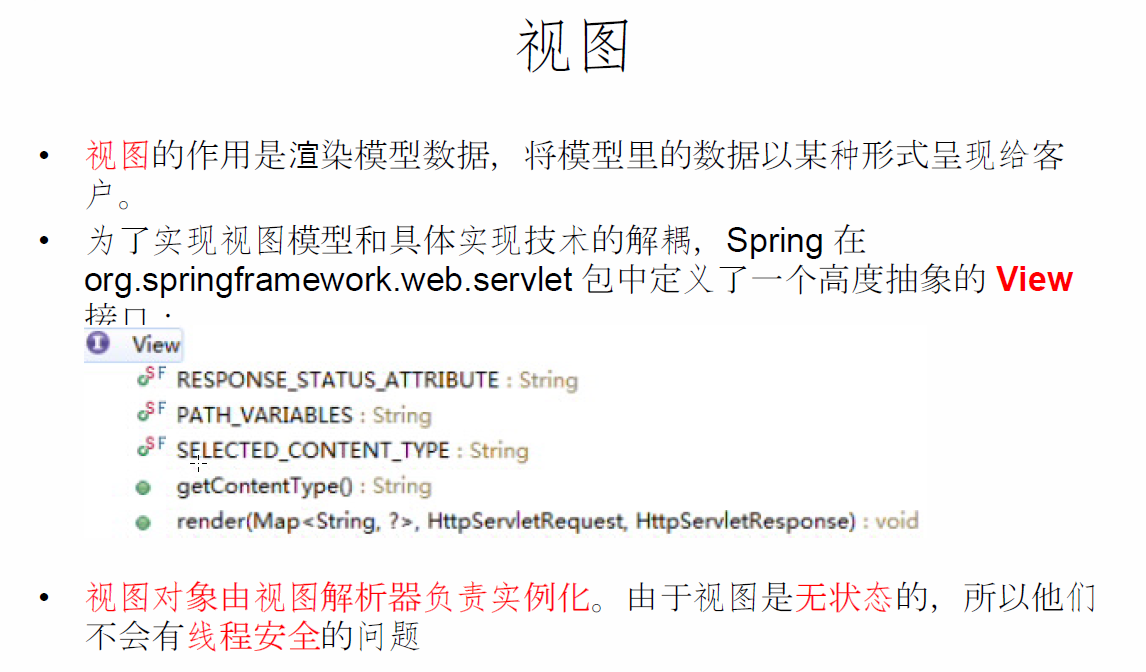 视图
• 视图的作用是渲染模型数据，将模型里的数据以某种形式呈现给客
户。
• 为了实现视图模型和具体实现技术的解耦，Spring 在
org.springframework.web.servlet 包中定义了一个高度抽象的 View
接口：
I View
SF RESPONSE_STATUS_ATTRIBUTE : String
SF PATH_VARIABLES : String
SF SELECTED_CONTENT_TYPE : String
getContentType() : String
render(Map<String, ?>, HttpServletRequest, HttpServletResponse) : void
• 视图对象由视图解析器负责实例化。由于视图是无状态的，所以他们
不会有线程安全的问题